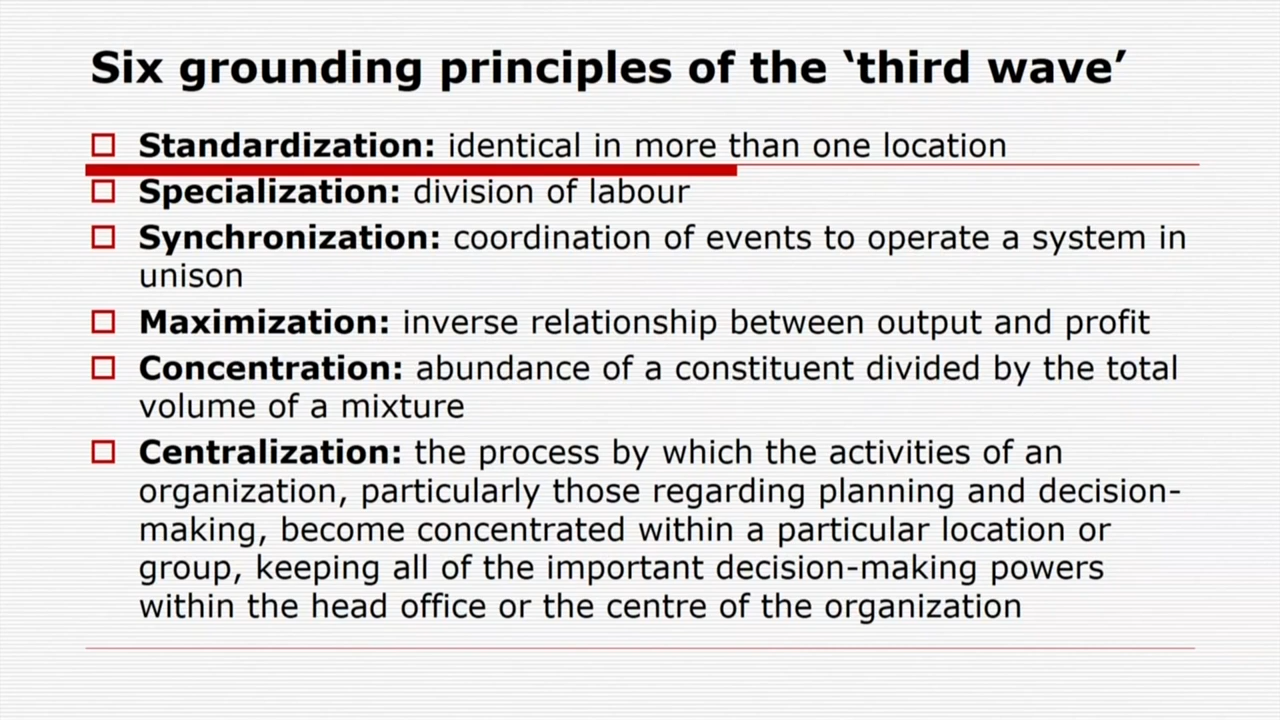 Six grounding principles of the ‘third wave’
Standardization: identical in more than one location
Specialization: division of labour
Synchronization: coordination of events to operate a system in
unison
Maximization: inverse relationship between output and profit
Concentration: abundance of a constituent divided by the total
volume of a mixture
Centralization: the process by which the activities of an
organization, particularly those regarding planning and decision-
making, become concentrated within a particular location or
group, keeping all of the important decision-making powers
within the head office or the centre of the organization